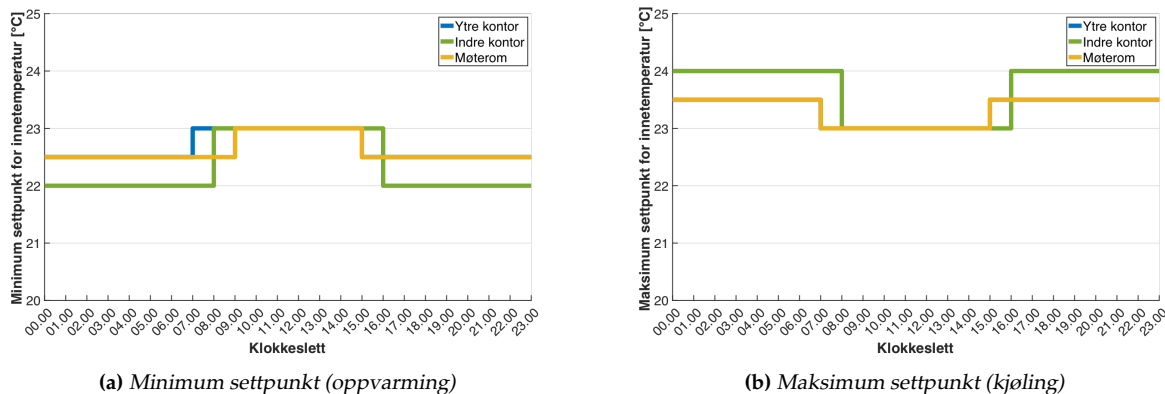 Minimum settpunkt for innetemperatur [°C]
25
24
23
22
21
20
Ytre kontor
Indre kontor
Møterom
00.00 01.00 02.00 03.00 04.00 05.00 06.00 07.00 08.00 09.00 10.00 11.00 12.00 13.00 14.00 15.00 16.00 17.00 18.00 19.00 20.00 21.00 22.00 23.00
Klokkeslett
(a) Minimum settpunkt (oppvarming)
Maksimum settpunkt for innetemperatur [°C]
25
24
23
22
21
20
Ytre kontor
Indre kontor
Møterom
00.00 01.00 02.00 03.00 04.00 05.00 06.00 07.00 08.00 09.00 10.00 11.00 12.00 13.00 14.00 15.00 16.00 17.00 18.00 19.00 20.00 21.00 22.00 23.00
Klokkeslett
(b) Maksimum settpunkt (kjøling)